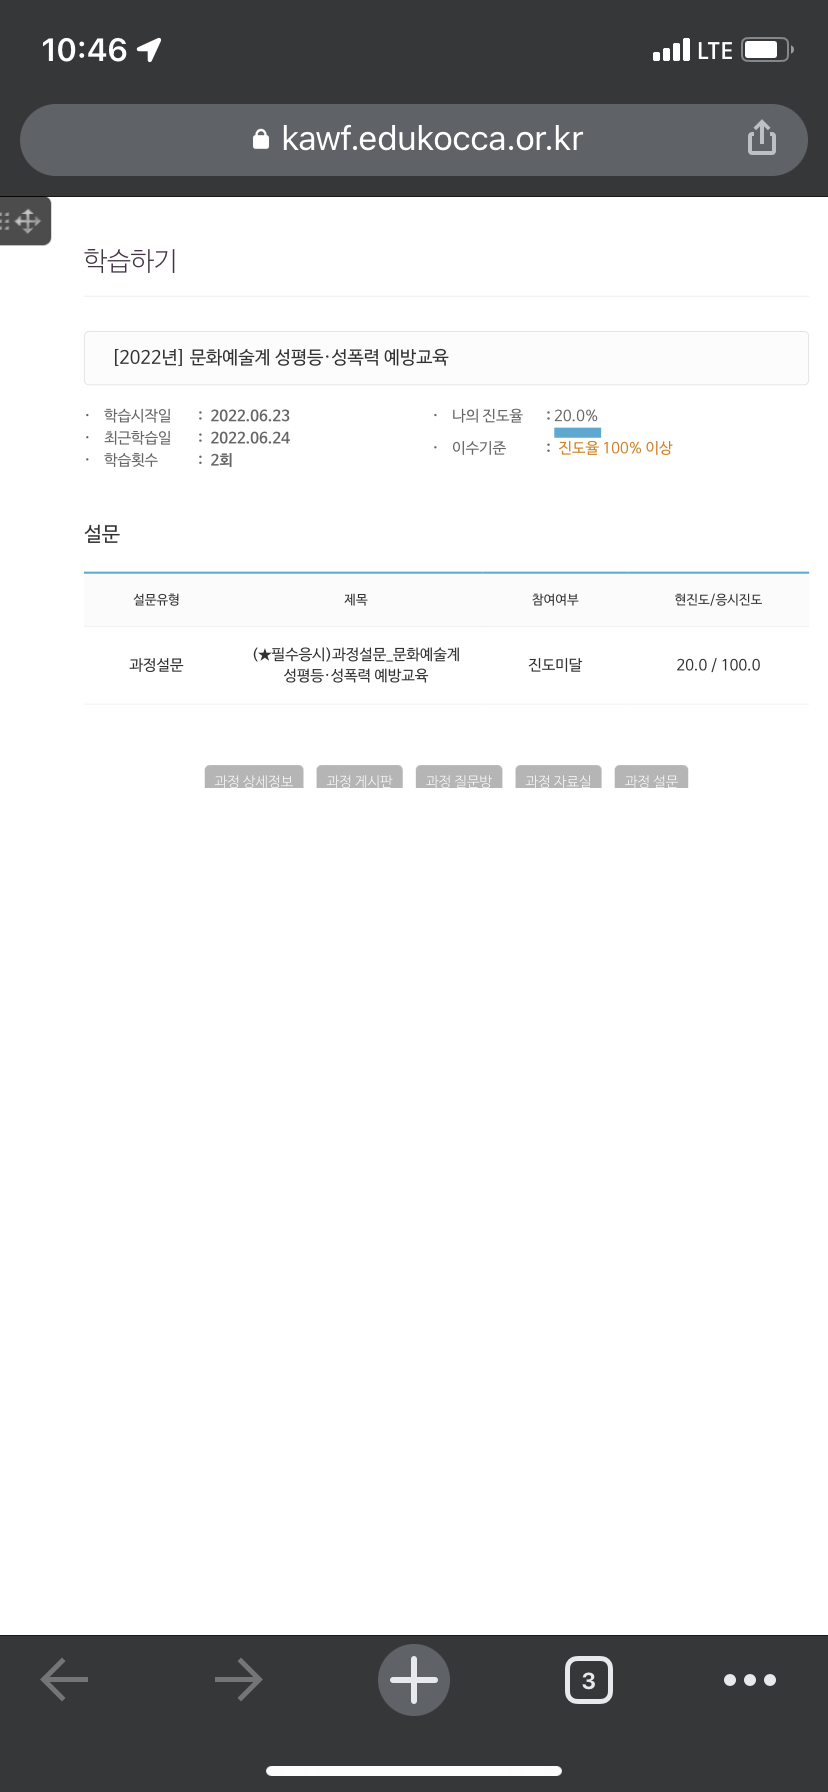 10:46
LTE
kawf.edukocca.or.kr
학습하기
[2022년] 문화예술계 성평등·성폭력 예방교육
· 학습시작일 : 2022.06.23
· 최근학습일 : 2022.06.24
· 학습횟수 : 2회
· 나의 진도율 : 20.0%
· 이수기준 : 진도율 100% 이상
설문
설문유형 제목 참여여부 현진도/응시진도
과정설문 (★필수응시)과정설문_문화예술계 성평등·성폭력 예방교육 진도미달 20.0 / 100.0
과정 상세정보 과정 게시판 과정 질문방 과정 자료실 과정 설문
3